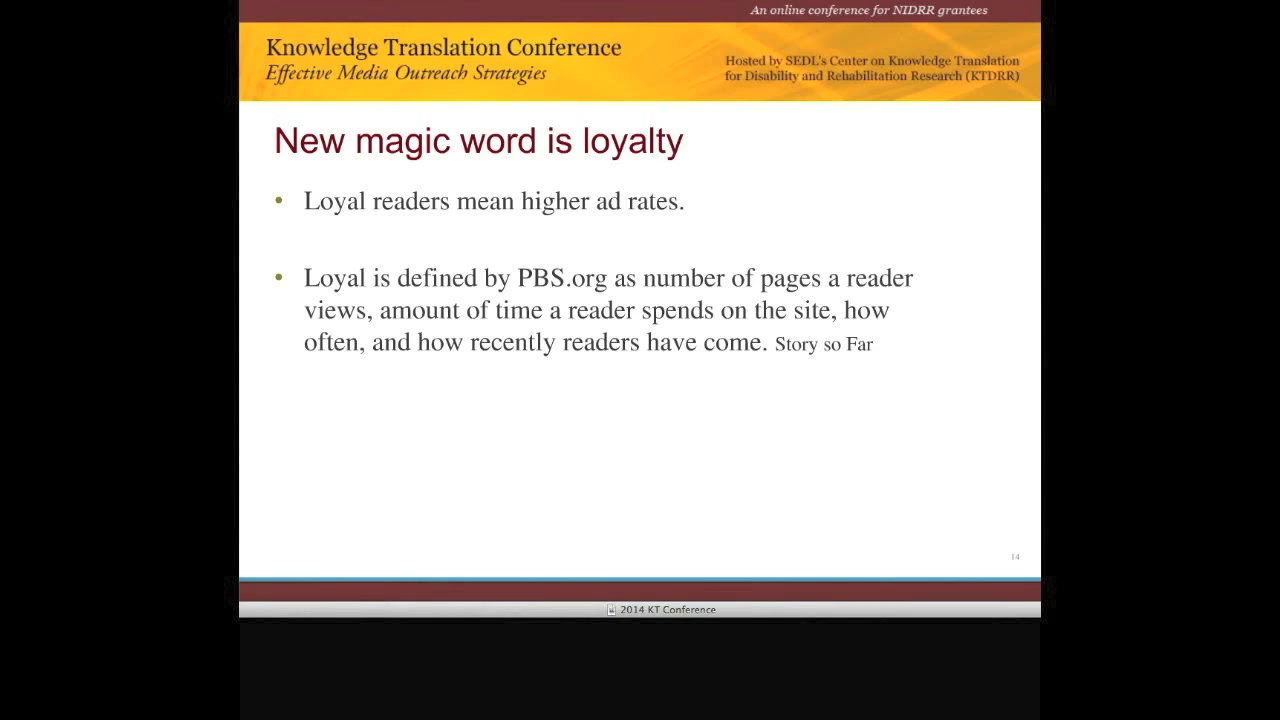 An online conference for NIDRR grantees
Knowledge Translation Conference
Effective Media Outreach Strategies
Hosted by SEDL's Center on Knowledge Translation
for Disability and Rehabilitation Research (KTDRR)
New magic word is loyalty
• Loyal readers mean higher ad rates.
• Loyal is defined by PBS.org as number of pages a reader
views, amount of time a reader spends on the site, how
often, and how recently readers have come. Story so Far
14
2014 KT Conference